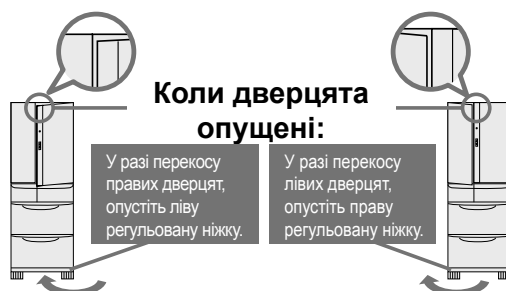 Коли дверцята
опущені:
У разі перекосу
правих дверцят,
опустіть ліву
регульовану ніжку.
У разі перекосу
лівих дверцят,
опустіть праву
регульовану ніжку.